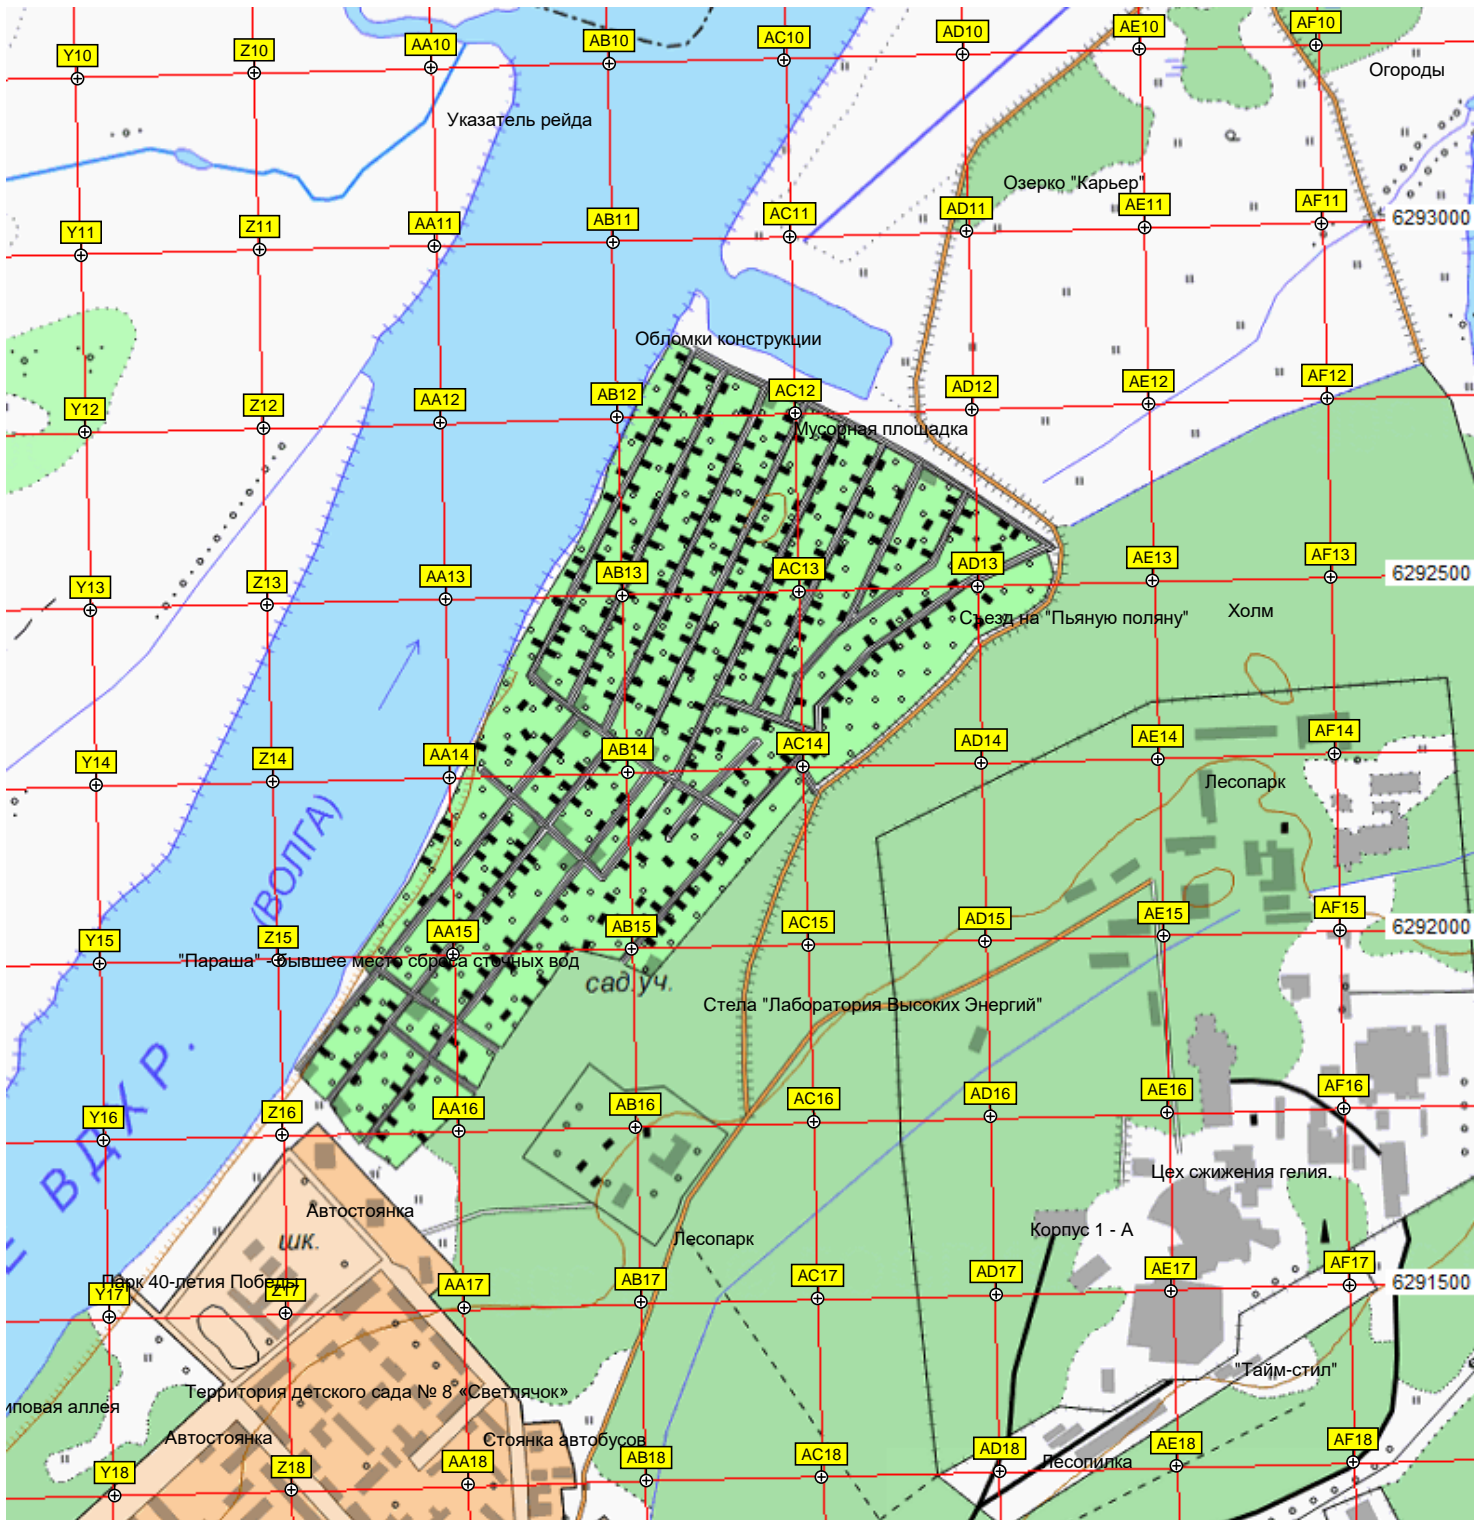 Y10
Z10
AA10
AB10
AC10
AD10
AE10
AF10
Огороды
Указатель рейда
Озерко "Карьер"
Y11
Z11
AA11
AB11
AC11
AD11
AE11
AF11
6293000
Обломки конструкции
Y12
Z12
AA12
AB12
AC12
AD12
AE12
AF12
Мусорная площадка
Y13
Z13
AA13
AB13
AC13
AD13
AE13
AF13
6292500
Съезд на "Пьяную поляну"
Холм
Y14
Z14
AA14
AB14
AC14
AD14
AE14
AF14
Лесопарк
(ВОЛГА)
Y15
Z15
AA15
AB15
AC15
AD15
AE15
AF15
6292000
"Параша" - бывшее место сброса сточных вод
сад.уч.
Стела "Лаборатория Высоких Энергий"
Е ВДХР.
Y16
Z16
AA16
AB16
AC16
AD16
AE16
AF16
Цех сжижения гелия.
Автостоянка
шк.
Лесопарк
Корпус 1 - А
Парк 40-летия Победы
Y17
Z17
AA17
AB17
AC17
AD17
AE17
AF17
6291500
"Тайм-стил"
Территория детского сада № 8 «Светлячок»
иповая аллея
Автостоянка
Стоянка автобусов
Лесопилка
Y18
Z18
AA18
AB18
AC18
AD18
AE18
AF18